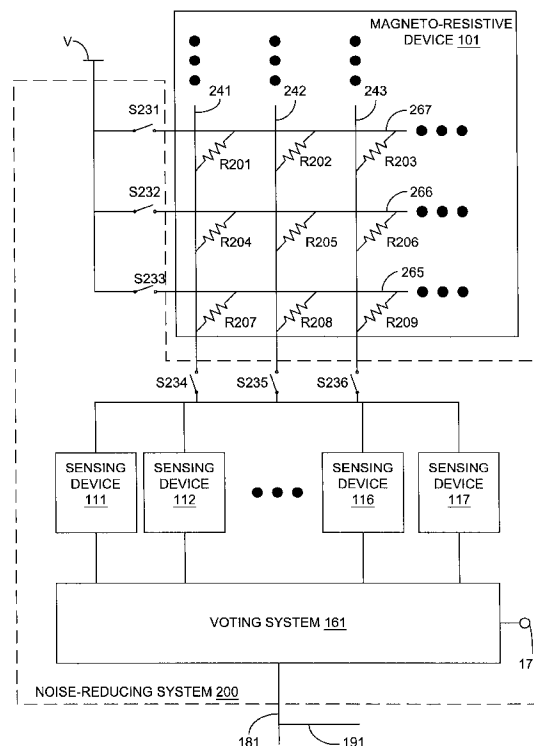 MAGNETO-RESISTIVE
DEVICE 101
V
241
242
243
S231
267
R201
R202
R203
S232
266
R204
R205
R206
S233
265
R207
R208
R209
S234
S235
S236
SENSING
DEVICE
111
SENSING
DEVICE
112
SENSING
DEVICE
116
SENSING
DEVICE
117
VOTING SYSTEM 161
17
NOISE-REDUCING SYSTEM 200
181
191